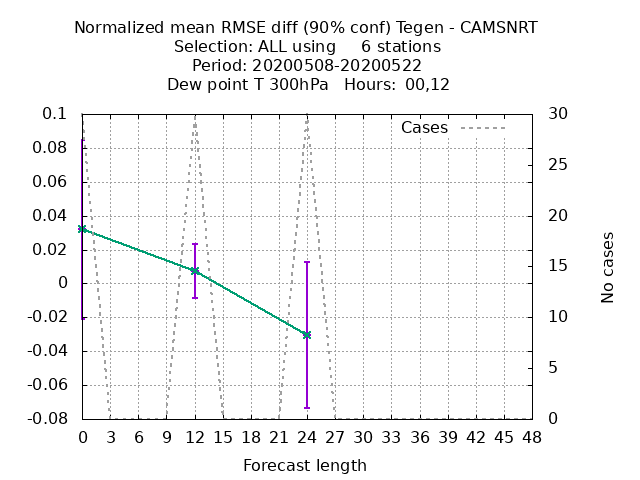 Normalized mean RMSE diff (90% conf) Tegen - CAMSNRT
Selection: ALL using 6 stations
Period: 20200508-20200522
Dew point T 300hPa Hours: 00,12
Cases
0.1
0.08
0.06
0.04
0.02
0
-0.02
-0.04
-0.06
-0.08
30
25
20
15
10
5
0
No cases
0 3 6 9 12 15 18 21 24 27 30 33 36 39 42 45 48
Forecast length